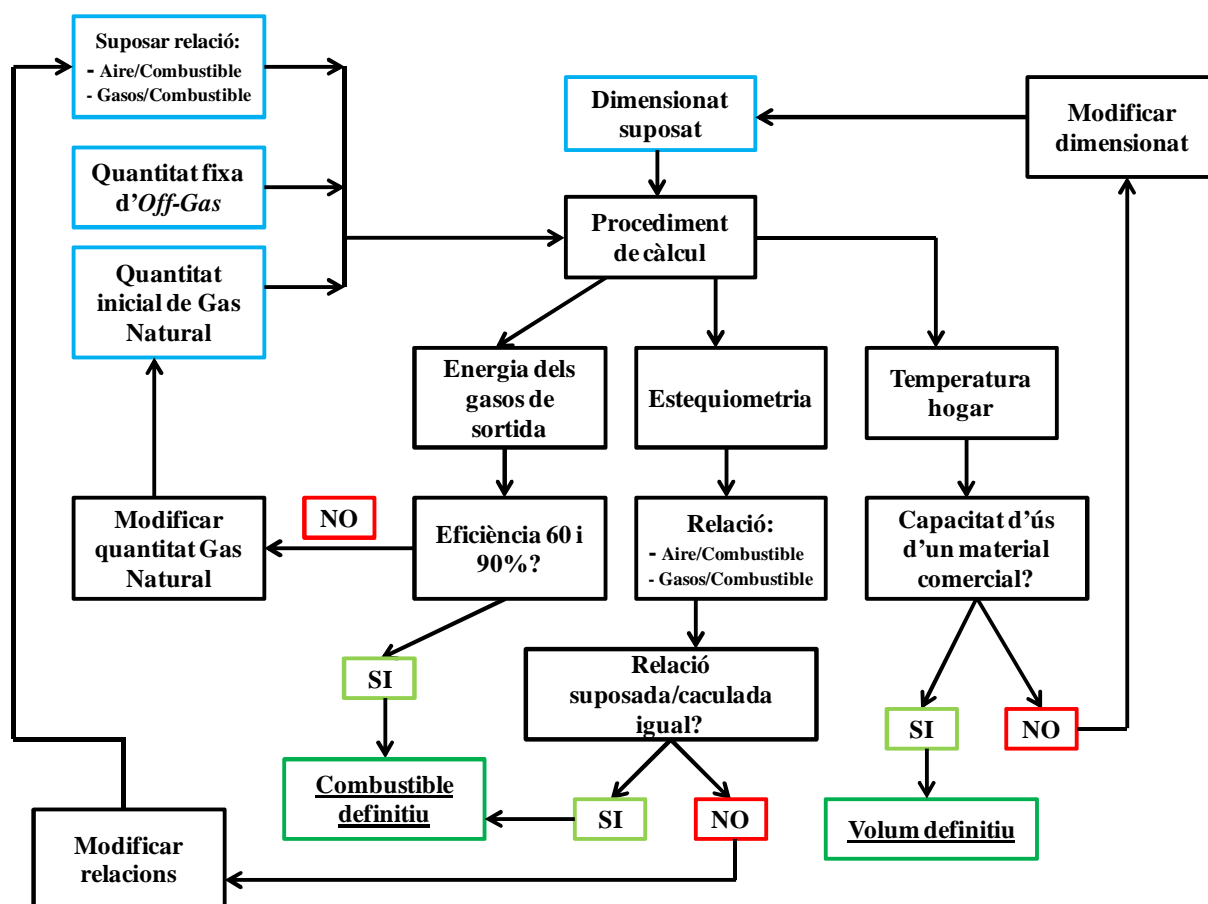 Suposar relació:
- Aire/Combustible
- Gasos/Combustible
Dimensionat
suposat
Modificar
dimensionat
Quantitat fixa
d’Off-Gas
Procediment
de càlcul
Quantitat
inicial de Gas
Natural
Energia dels
gasos de
sortida
Estequiometria
Temperatura
hogar
Modificar
quantitat Gas
Natural
NO
Eficiència 60 i
90%?
Relació:
- Aire/Combustible
- Gasos/Combustible
Capacitat d’ús
d’un material
comercial?
SI
Relació
suposada/caculada
igual?
SI
NO
Combustible
definitiu
SI
NO
Volum definitiu
Modificar
relacions